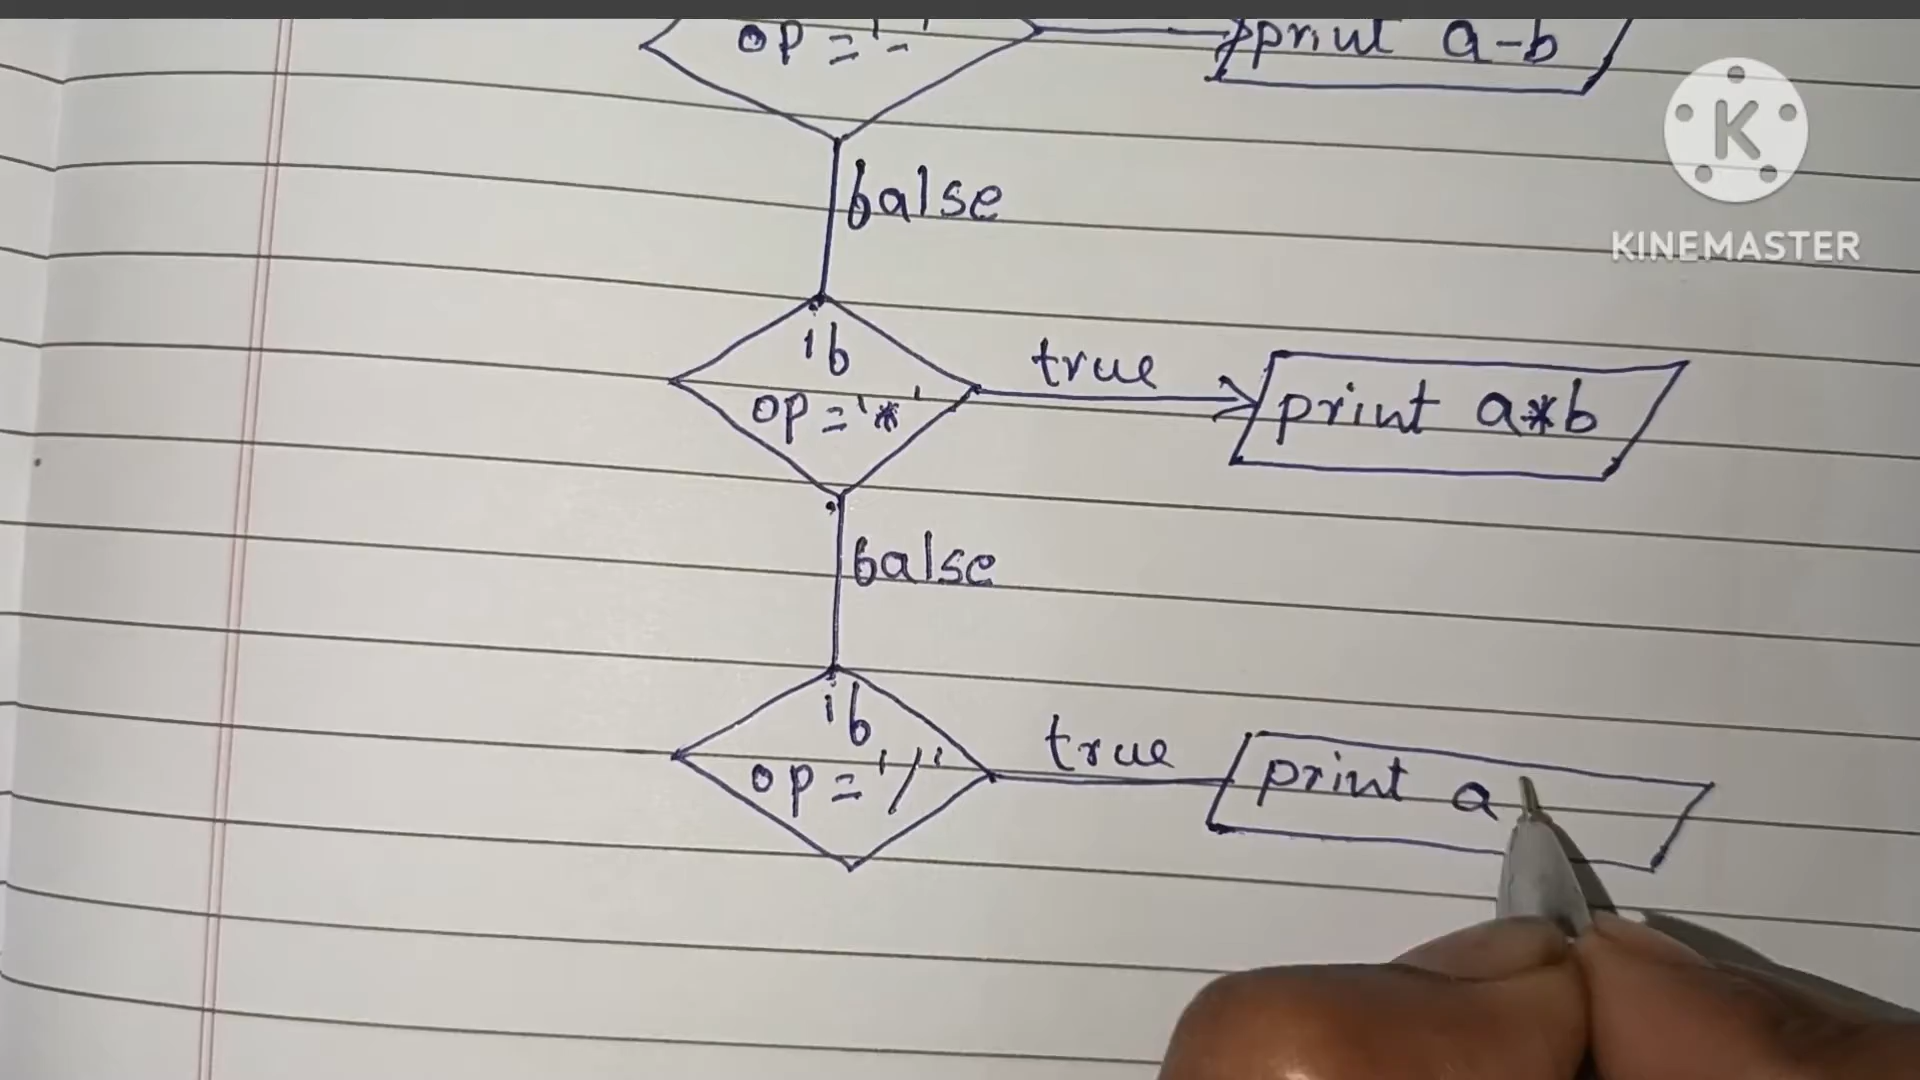 op = '-'
print a-b
false
if
true
op = '*'
print a*b
false
if
true
op = '/'
print a
K
KINEMASTER